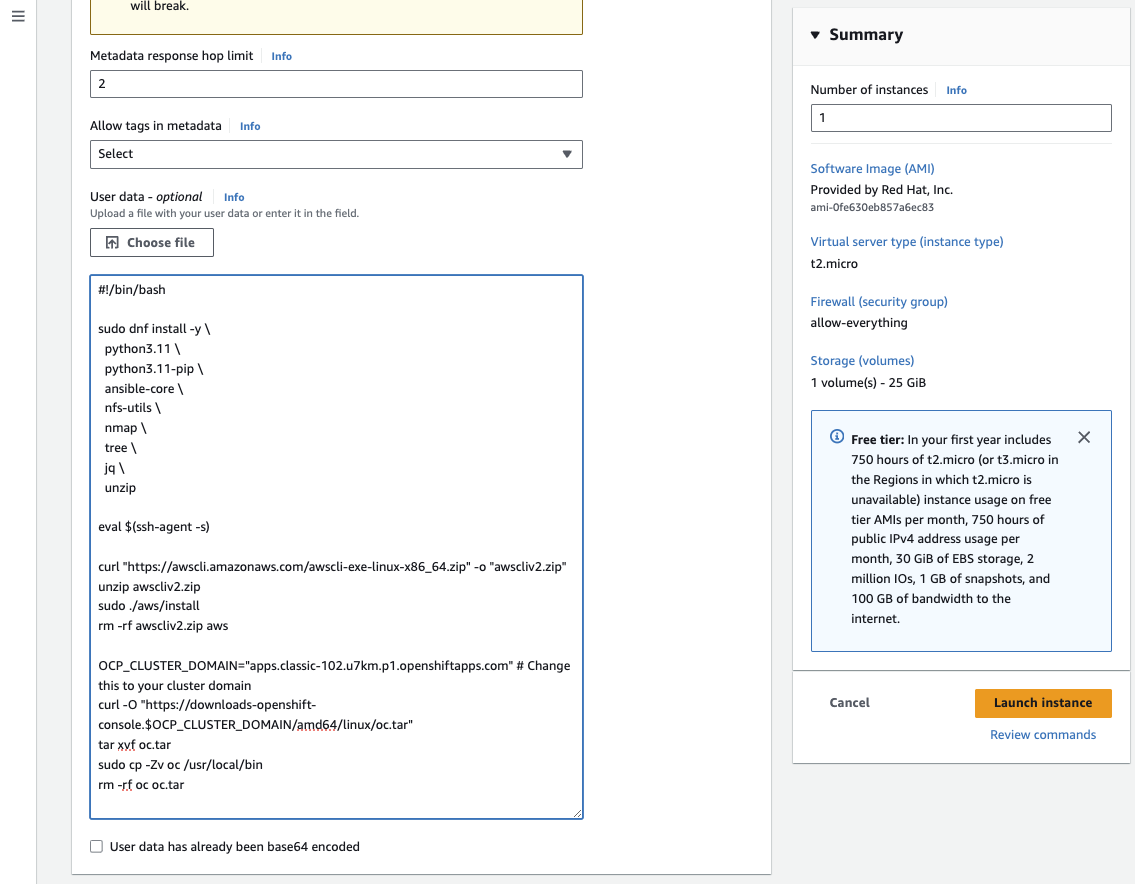 will break.
Metadata response hop limit Info
2
Allow tags in metadata Info
Select
User data - optional Info
Upload a file with your user data or enter it in the field.
Choose file
#!/bin/bash
sudo dnf install -y \
python3.11 \
python3.11-pip \
ansible-core \
nfs-utils \
nmap \
tree \
jq \
unzip
eval $(ssh-agent -s)
curl "https://awscli.amazonaws.com/awscli-exe-linux-x86_64.zip" -o "awscliv2.zip"
unzip awscliv2.zip
sudo ./aws/install
rm -rf awscliv2.zip aws
OCP_CLUSTER_DOMAIN="apps.classic-102.u7km.p1.openshiftapps.com" # Change
this to your cluster domain
curl -O "https://downloads-openshift-
console.$OCP_CLUSTER_DOMAIN/amd64/linux/oc.tar"
tar xvf oc.tar
sudo cp -Zv oc /usr/local/bin
rm -rf oc oc.tar
User data has already been base64 encoded
Summary
Number of instances Info
1
Software Image (AMI)
Provided by Red Hat, Inc.
ami-0fe630eb857a6ec83
Virtual server type (instance type)
t2.micro
Firewall (security group)
allow-everything
Storage (volumes)
1 volume(s) - 25 GiB
Free tier: In your first year includes
750 hours of t2.micro (or t3.micro in
the Regions in which t2.micro is
unavailable) instance usage on free
tier AMIs per month, 750 hours of
public IPv4 address usage per
month, 30 GiB of EBS storage, 2
million IOs, 1 GB of snapshots, and
100 GB of bandwidth to the
internet.
Cancel
Launch instance
Review commands